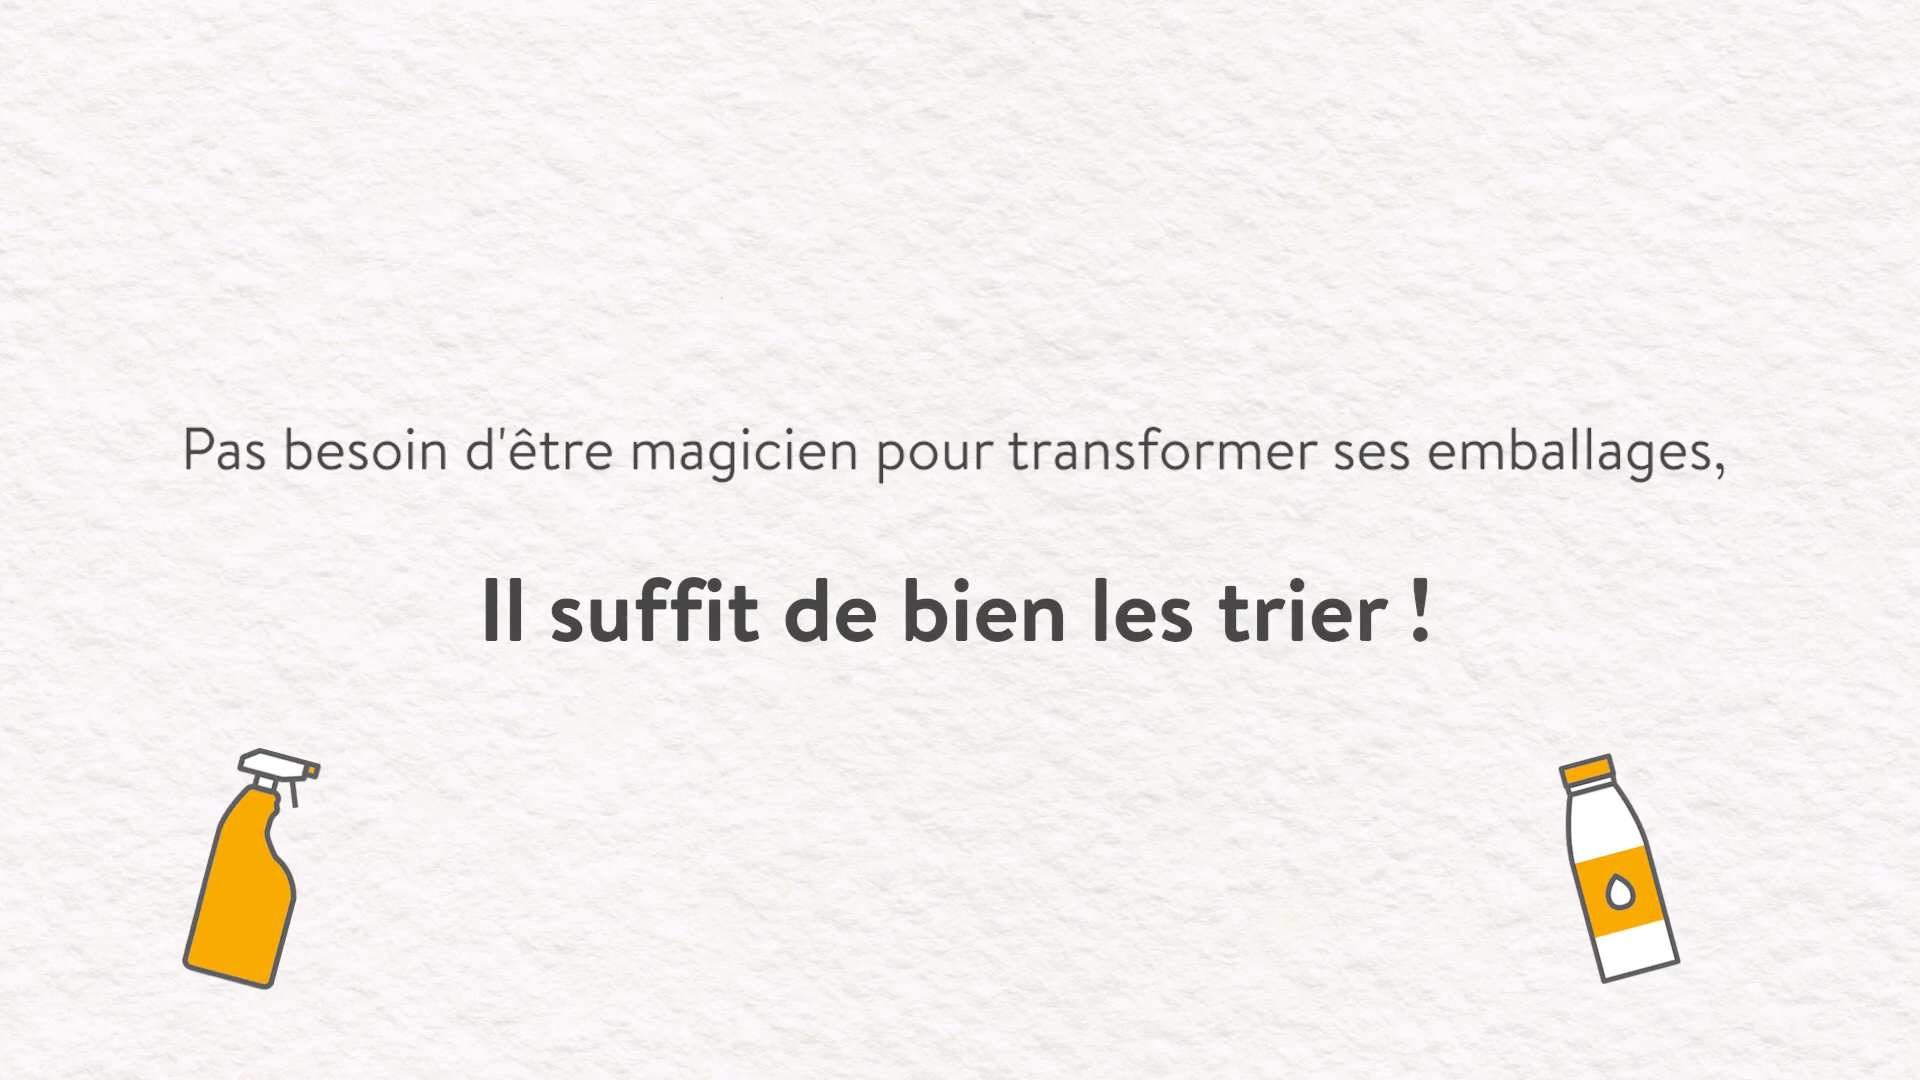 Pas besoin d'être magicien pour transformer ses emballages,
Il suffit de bien les trier !